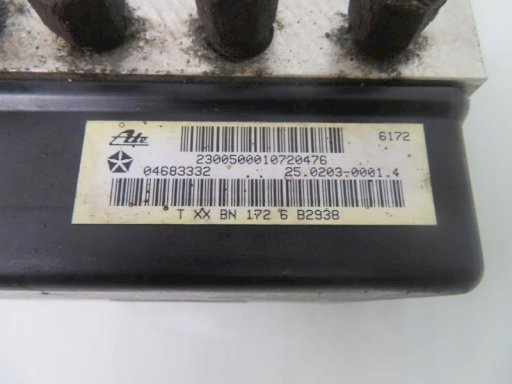 Ate 6172
2300500010720476
04683332 25.0203-0001.4
T XX BN 172 6 B2938